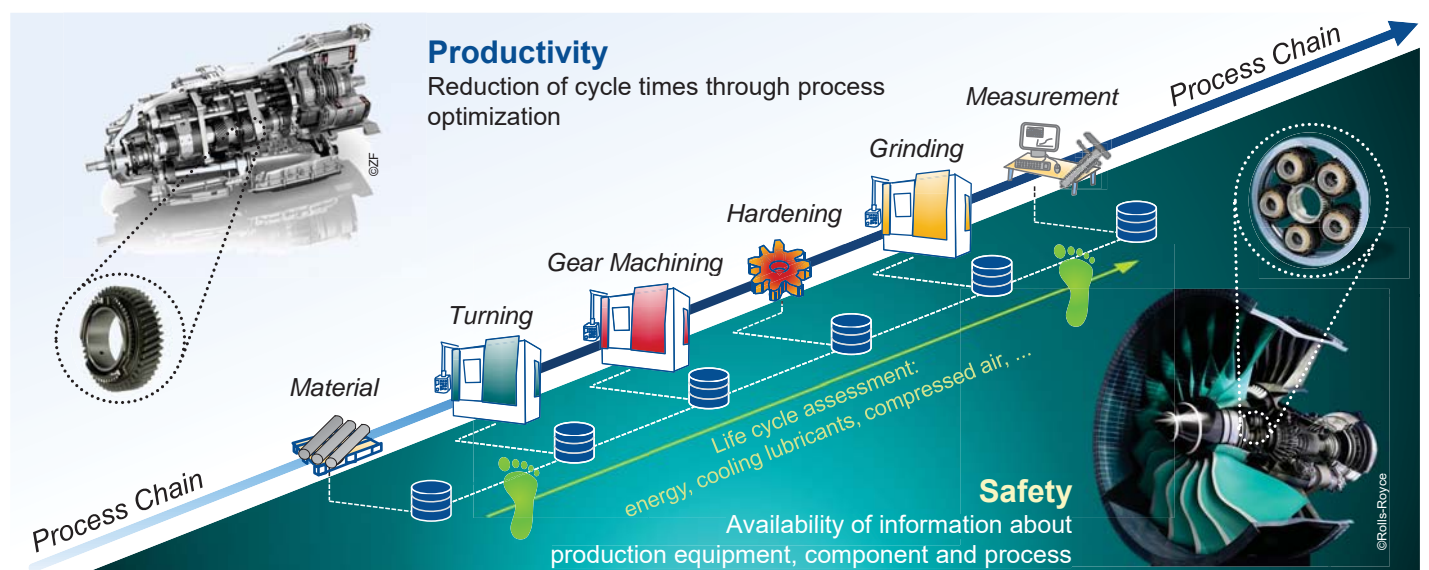 Productivity
Reduction of cycle times through process
optimization
©ZF
Process Chain
Measurement
Grinding
Hardening
Gear Machining
Turning
Material
Process Chain
Life cycle assessment:
energy, cooling lubricants, compressed air, ...
Safety
Availability of information about
production equipment, component and process
©Rolls-Royce